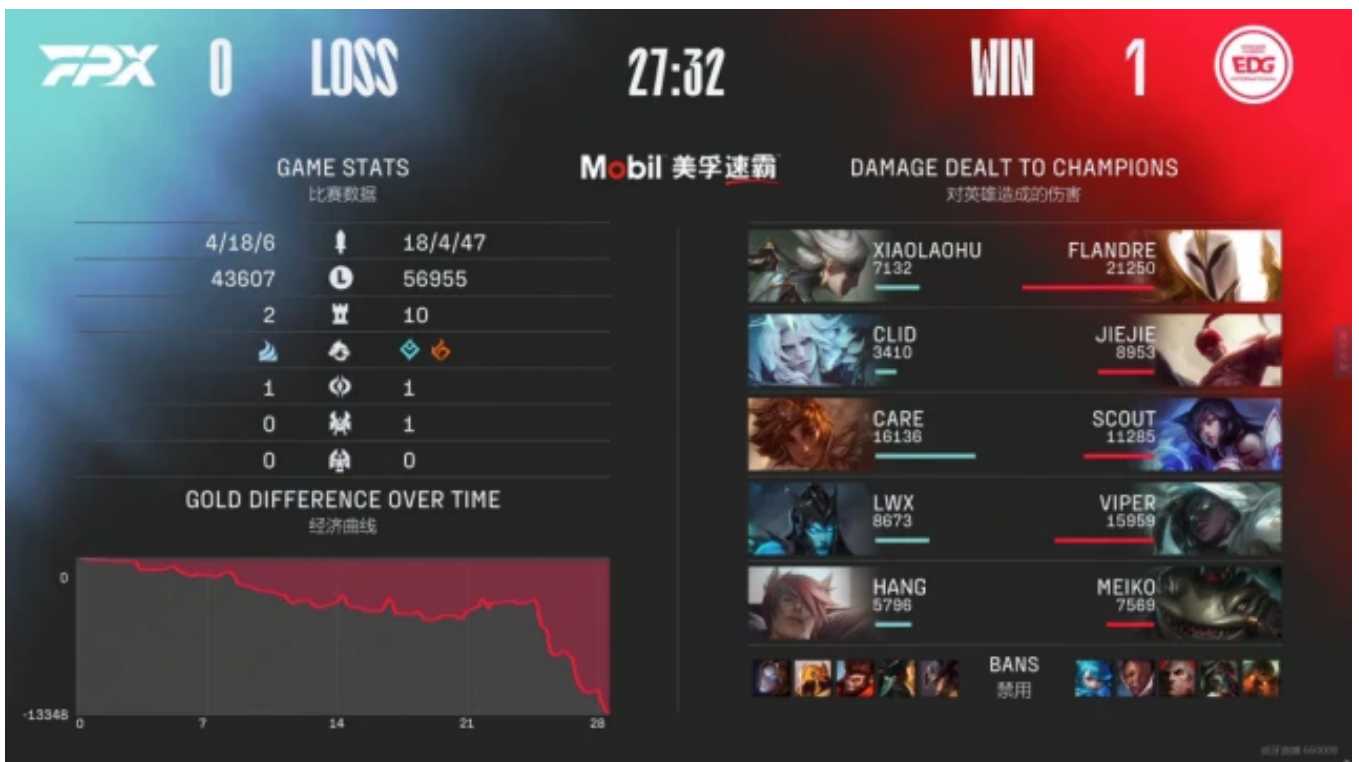 FPX 0 LOSS 27:32 WIN 1 EDG
GAME STATS
比赛数据
Mobil 美孚速霸
DAMAGE DEALT TO CHAMPIONS
对英雄造成的伤害
4/18/6 18/4/47
43607 56955
2 10
1 1
0 1
0 0
GOLD DIFFERENCE OVER TIME
经济曲线
0
-13348
0 7 14 21 28
XIAOLAOHU FLANDRE
7132 21250
CLID JIEJIE
3410 8953
CARE SCOUT
16136 11285
LWX VIPER
8673 15959
HANG MEIKO
5796 7569
BANS
禁用